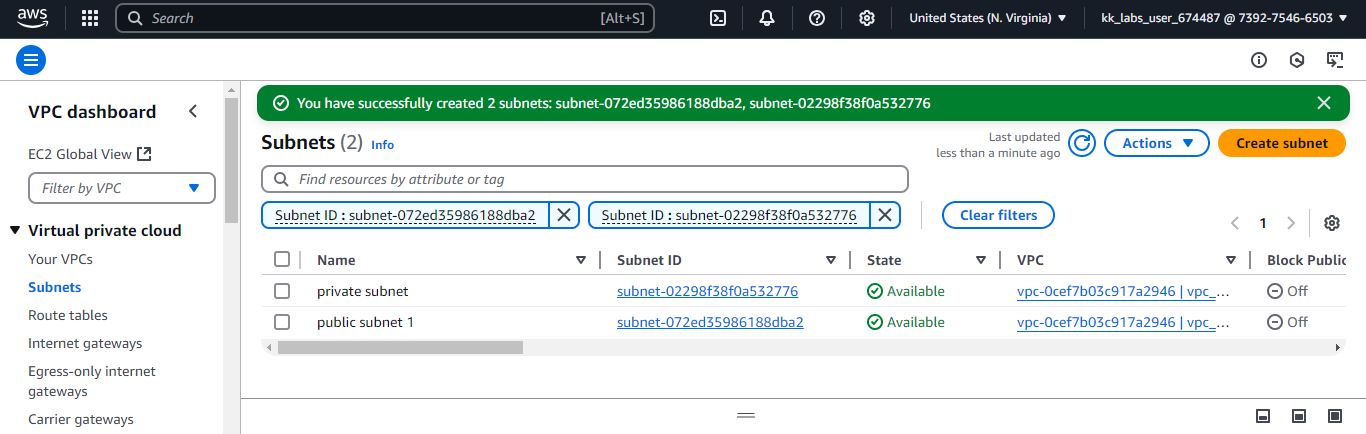 aws
Search [Alt+S] United States (N. Virginia) kk_labs_user_674487 @ 7392-7546-6503
You have successfully created 2 subnets: subnet-072ed35986188dba2, subnet-02298f38f0a532776
VPC dashboard
EC2 Global View
Filter by VPC
Virtual private cloud
Your VPCs
Subnets
Route tables
Internet gateways
Egress-only internet
gateways
Carrier gateways
Subnets (2) Info
Last updated
less than a minute ago
Actions
Create subnet
Find resources by attribute or tag
Subnet ID : subnet-072ed35986188dba2 Subnet ID : subnet-02298f38f0a532776 Clear filters
1
Name Subnet ID State VPC Block Public
private subnet subnet-02298f38f0a532776 Available vpc-0cef7b03c917a2946 | vpc_… Off
public subnet 1 subnet-072ed35986188dba2 Available vpc-0cef7b03c917a2946 | vpc_… Off